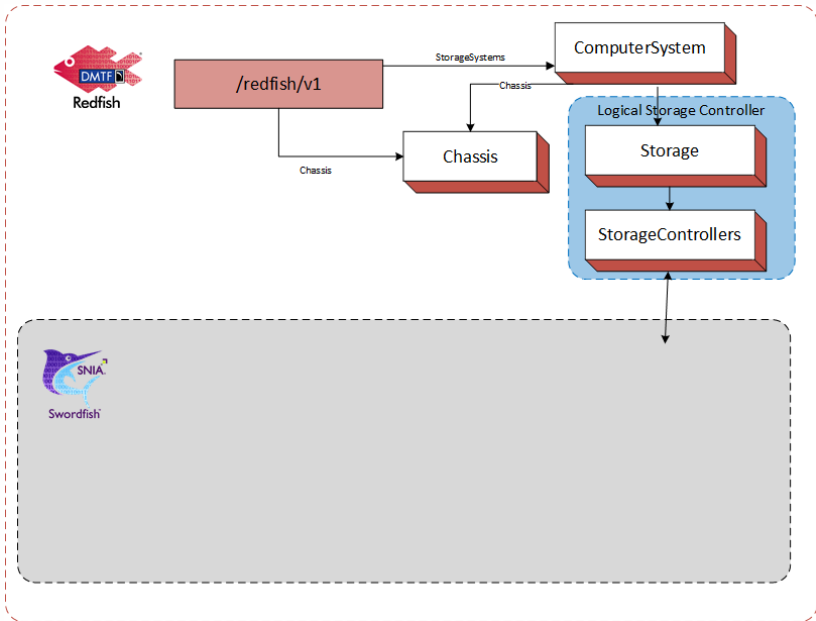 ComputerSystem
StorageSystems
DMTF
/redfish/v1
Chassis
Redfish
Logical Storage Controller
Chassis
Storage
Chassis
StorageControllers
SNIA
Swordfish